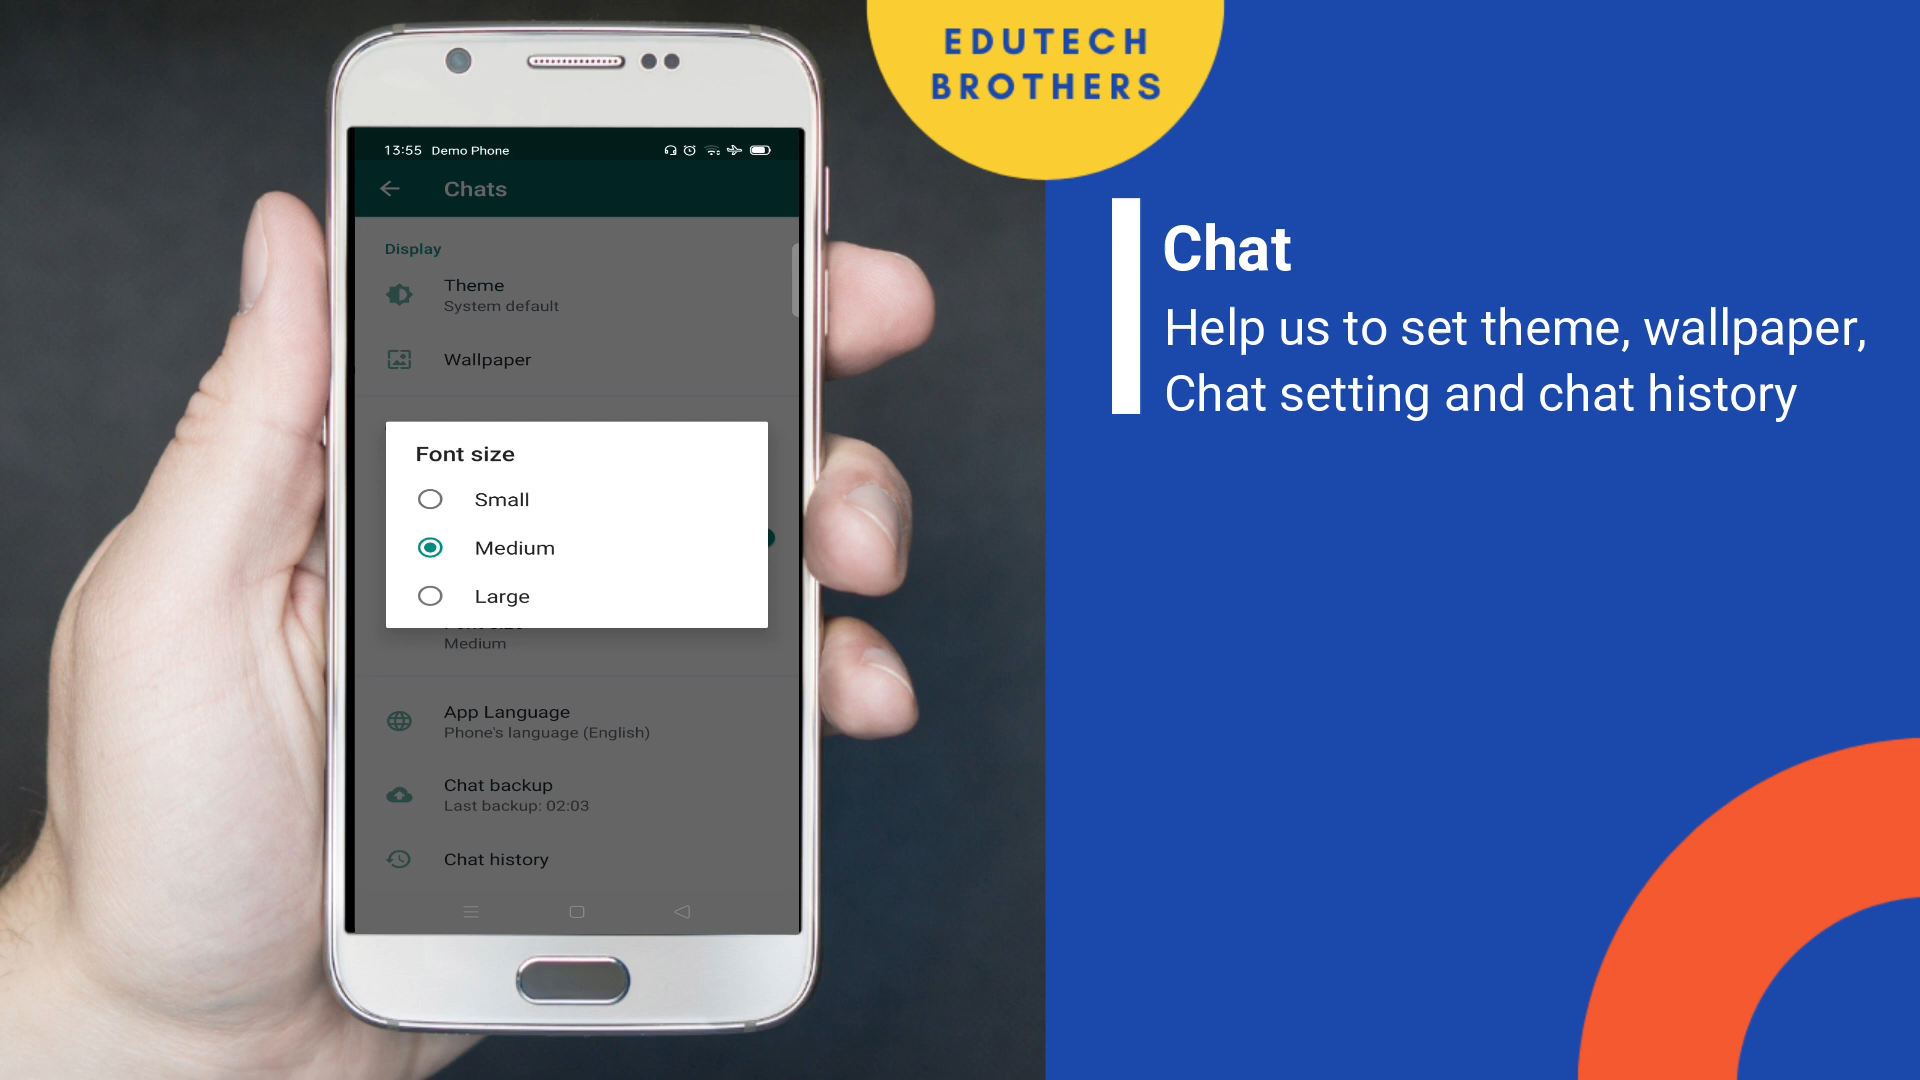 EDUTECH
BROTHERS
13:55 Demo Phone
Chats
Display
Theme
System default
Wallpaper
Font size
Small
Medium
Large
Medium
App Language
Phone's language (English)
Chat backup
Last backup: 02:03
Chat history
Chat
Help us to set theme, wallpaper,
Chat setting and chat history